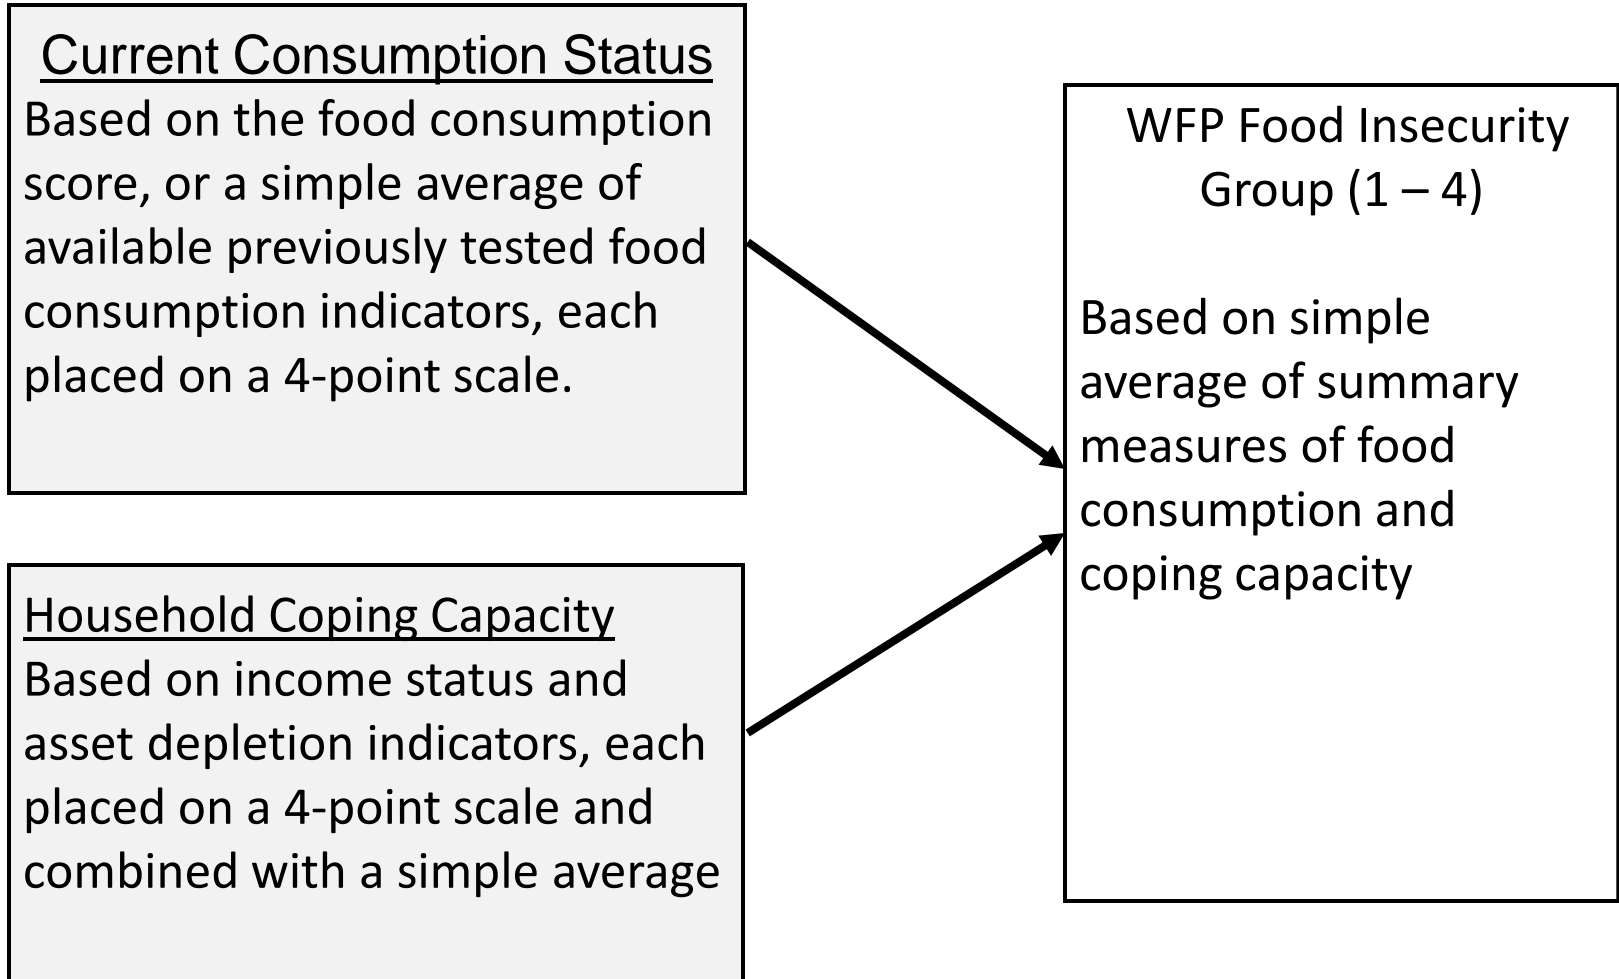 Current Consumption Status
Based on the food consumption
score, or a simple average of
available previously tested food
consumption indicators, each
placed on a 4-point scale.
Household Coping Capacity
Based on income status and
asset depletion indicators, each
placed on a 4-point scale and
combined with a simple average
WFP Food Insecurity
Group (1 – 4)
Based on simple
average of summary
measures of food
consumption and
coping capacity